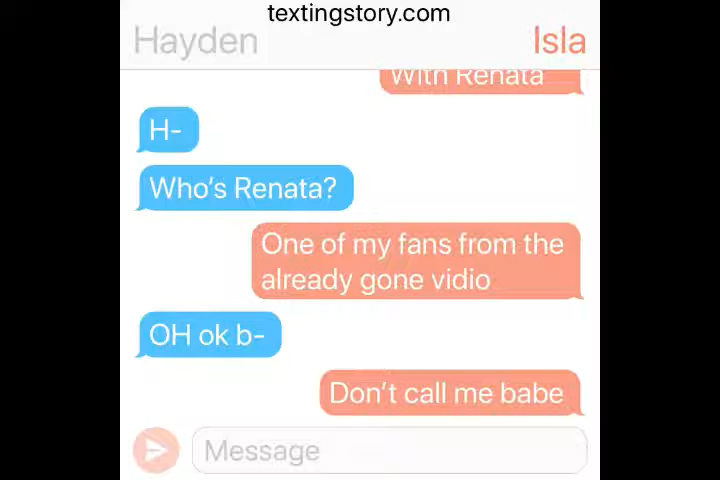 textingstory.com
Hayden
Isla
With Renata
H-
Who's Renata?
One of my fans from the
already gone vidio
OH ok b-
Don't call me babe
Message